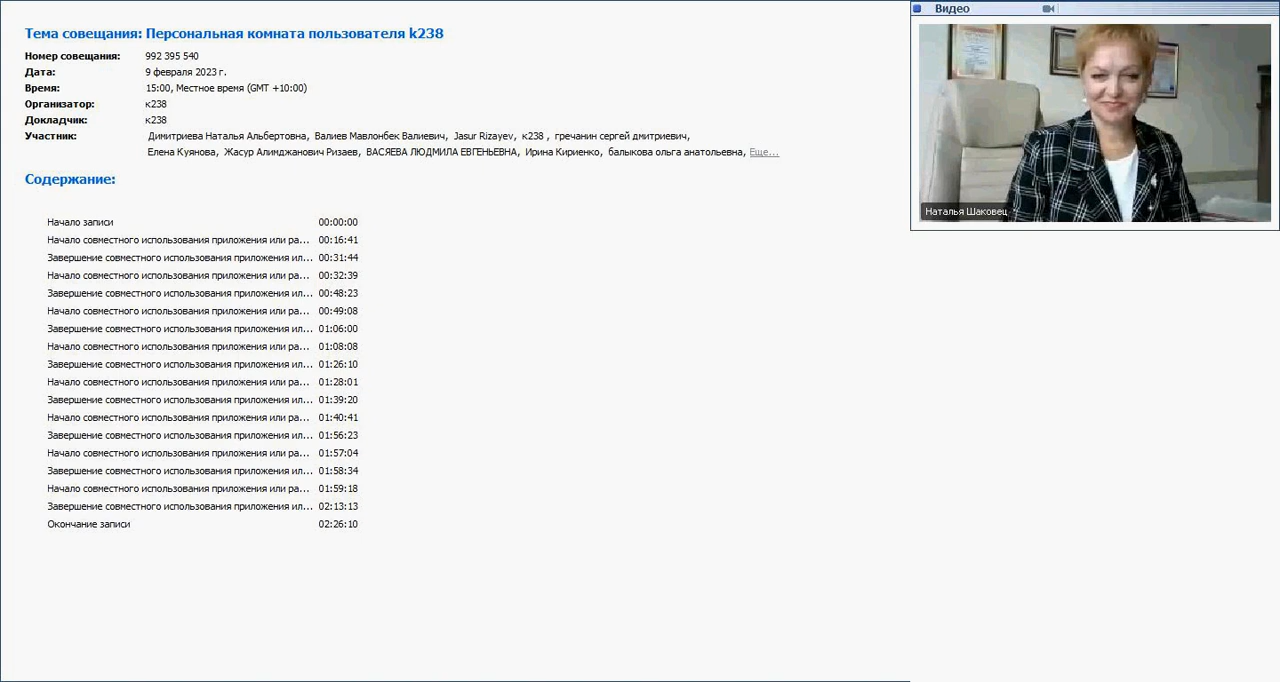 Тема совещания: Персональная комната пользователя k238
Номер совещания: 992 395 540
Дата: 9 февраля 2023 г.
Время: 15:00, Местное время (GMT +10:00)
Организатор: к238
Докладчик: к238
Участник: Димитриева Наталья Альбертовна, Валиев Мавлонбек Валиевич, Jasur Rizayev, к238 , гречанин сергей дмитриевич,
Елена Куянова, Жасур Алинджанович Ризаев, ВАСЯЕВА ЛЮДМИЛА ЕВГЕНЬЕВНА, Ирина Кириенко, балыкова ольга анатольевна, Еще...
Содержание:
Начало записи 00:00:00
Начало совместного использования приложения или ра... 00:16:41
Завершение совместного использования приложения ил... 00:31:44
Начало совместного использования приложения или ра... 00:32:39
Завершение совместного использования приложения ил... 00:48:23
Начало совместного использования приложения или ра... 00:49:08
Завершение совместного использования приложения ил... 01:06:00
Начало совместного использования приложения или ра... 01:08:08
Завершение совместного использования приложения ил... 01:26:10
Начало совместного использования приложения или ра... 01:28:01
Завершение совместного использования приложения ил... 01:39:20
Начало совместного использования приложения или ра... 01:40:41
Завершение совместного использования приложения ил... 01:56:23
Начало совместного использования приложения или ра... 01:57:04
Завершение совместного использования приложения ил... 01:58:34
Начало совместного использования приложения или ра... 01:59:18
Завершение совместного использования приложения ил... 02:13:13
Окончание записи 02:26:10
Видео
Наталья Шаковец